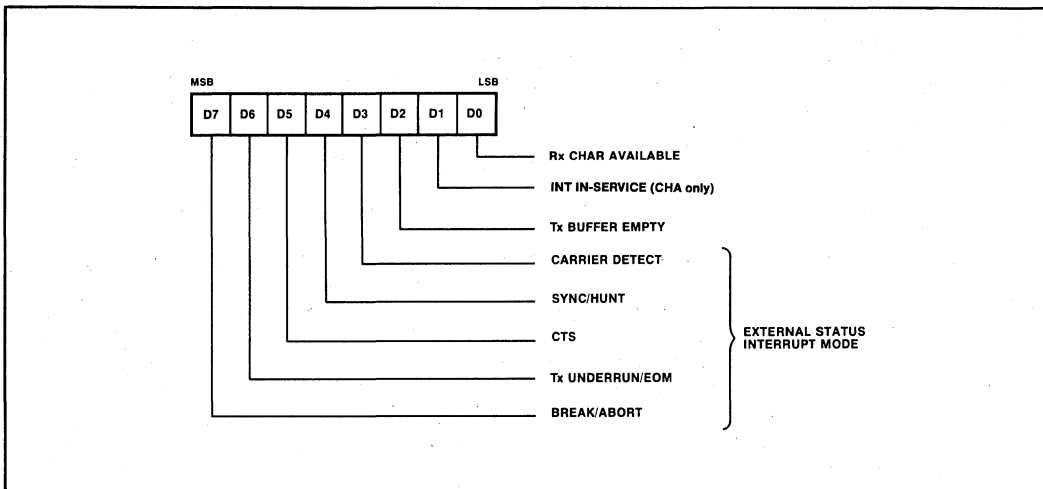 MSB LSB
D7 D6 D5 D4 D3 D2 D1 D0
Rx CHAR AVAILABLE
INT IN-SERVICE (CHA only)
Tx BUFFER EMPTY
CARRIER DETECT
SYNC/HUNT
CTS
Tx UNDERRUN/EOM
BREAK/ABORT
EXTERNAL STATUS
INTERRUPT MODE